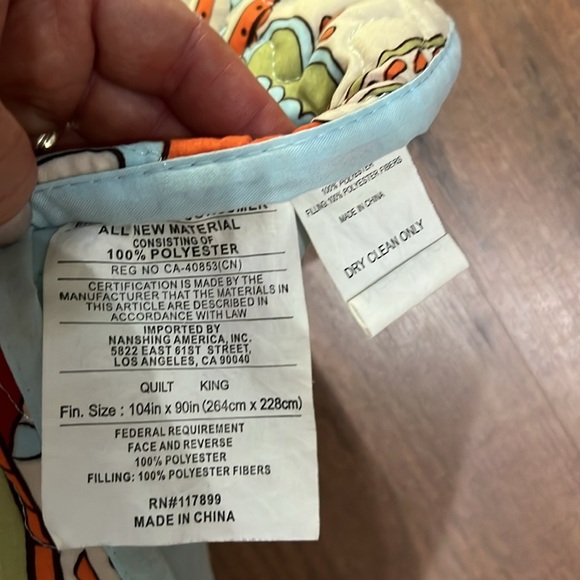 CONSUMER
ALL NEW MATERIAL
CONSISTING OF
100% POLYESTER
REG NO CA-40853(CN)
CERTIFICATION IS MADE BY THE
MANUFACTURER THAT THE MATERIALS IN
THIS ARTICLE ARE DESCRIBED IN
ACCORDANCE WITH LAW
IMPORTED BY
NANSHING AMERICA, INC.
5822 EAST 61ST STREET,
LOS ANGELES, CA 90040
QUILT KING
Fin. Size : 104in x 90in (264cm x 228cm)
FEDERAL REQUIREMENT
FACE AND REVERSE
100% POLYESTER
FILLING: 100% POLYESTER FIBERS
RN#117899
MADE IN CHINA
100% POLYESTER
FILLING: 100% POLYESTER FIBERS
MADE IN CHINA
DRY CLEAN ONLY